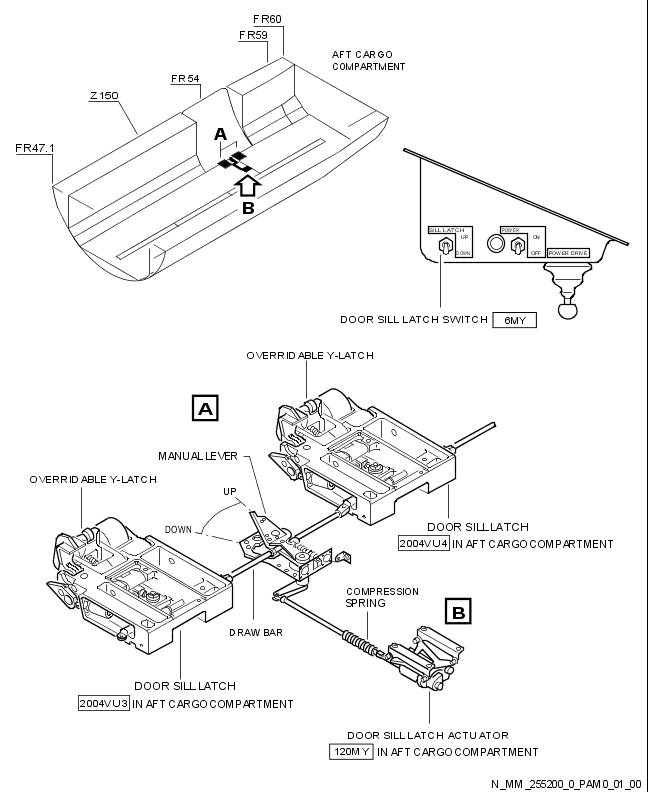 FR60
FR59
AFT CARGO
COMPARTMENT
FR54
Z150
A
FR47.1
B
SILL LATCH
UP
DOWN
POWER
ON
OFF
POWER DRIVE
DOOR SILL LATCH SWITCH 6MY
OVERRIDABLE Y-LATCH
A
MANUAL LEVER
OVERRIDABLE Y-LATCH
UP
DOWN
DOOR SILL LATCH
2004VU4 IN AFT CARGO COMPARTMENT
COMPRESSION
SPRING
B
DRAW BAR
DOOR SILL LATCH
2004VU3 IN AFT CARGO COMPARTMENT
DOOR SILL LATCH ACTUATOR
120MY IN AFT CARGO COMPARTMENT
N_MM_255200_0_PAM0_01_00